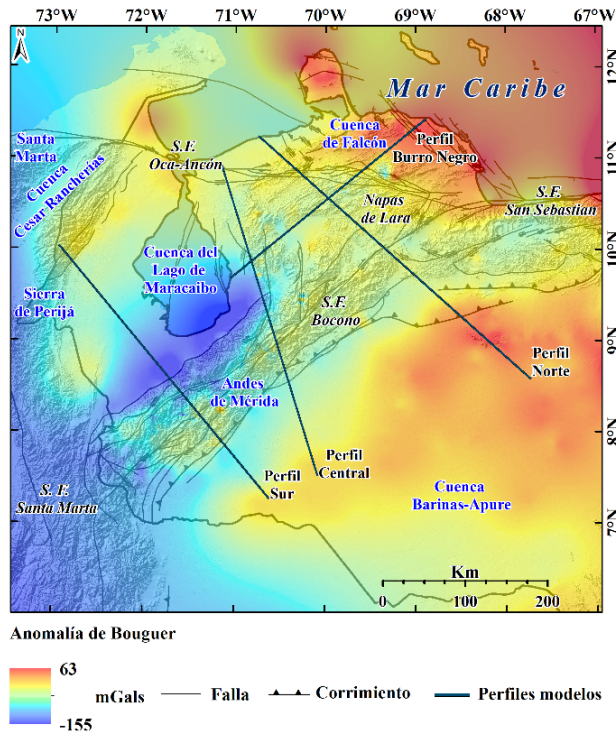 73°W 72°W 71°W 70°W 69°W 68°W 67°W
N
12°N
Mar Caribe
Santa
Marta
S.F.
Oca-Ancón
Cuenca
de Falcón
Perfil
Burro Negro
11°N
Cuenca
Cesar Rancherias
Napas
de Lara
S.F.
San Sebastian
10°N
Cuenca del
Lago de
Maracaibo
Sierra
de Perijá
S.F.
Bocono
9°N
Perfil
Norte
Andes
de Mérida
8°N
Perfil
Central
Perfil
Sur
S. F.
Santa Marta
Cuenca
Barinas-Apure
7°N
Km
0 100 200
Anomalía de Bouguer
63
mGals
-155
Falla
Corrimiento
Perfiles modelos